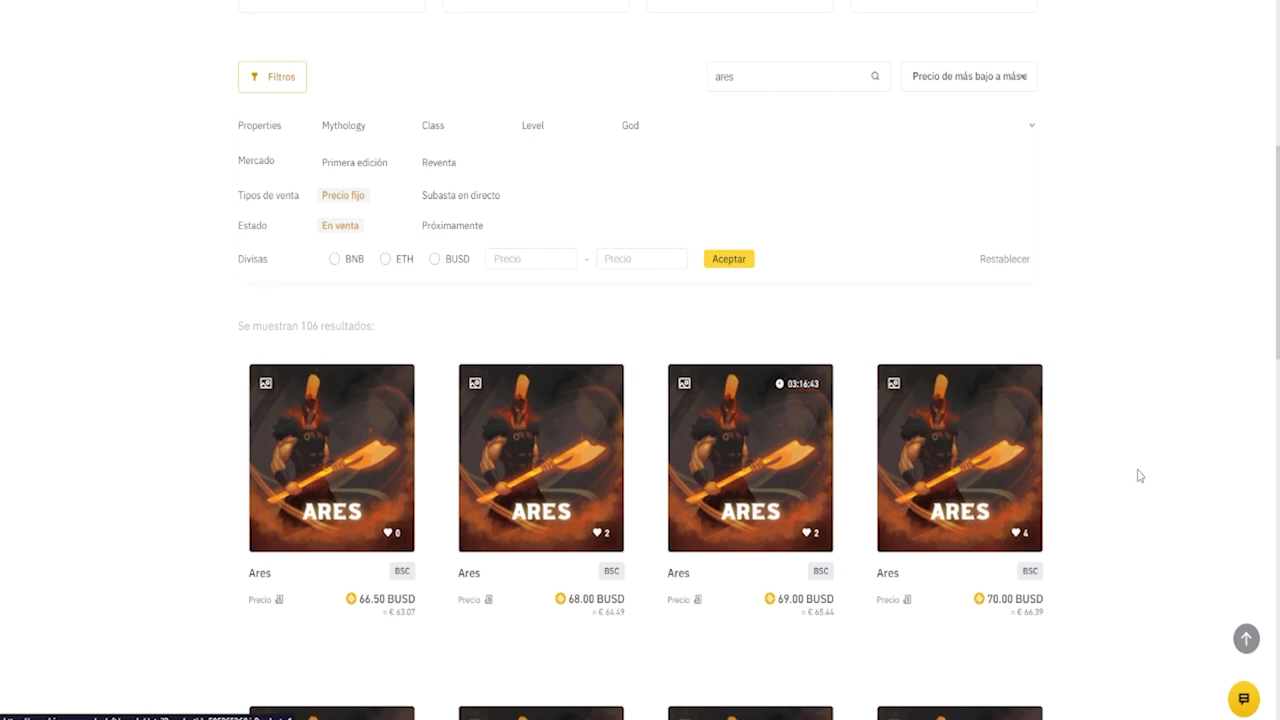 Filtros
ares
Precio de más bajo a más
Properties Mythology Class Level God
Mercado Primera edición Reventa
Tipos de venta Precio fijo Subasta en directo
Estado En venta Próximamente
Divisas BNB ETH BUSD Precio - Precio Aceptar Restablecer
Se muestran 106 resultados:
03:16:43
ARES ARES ARES ARES
0 2 2 4
Ares BSC Ares BSC Ares BSC Ares BSC
Precio 66.50 BUSD Precio 68.00 BUSD Precio 69.00 BUSD Precio 70.00 BUSD
≈ € 63.07 ≈ € 64.49 ≈ € 65.44 ≈ € 66.39